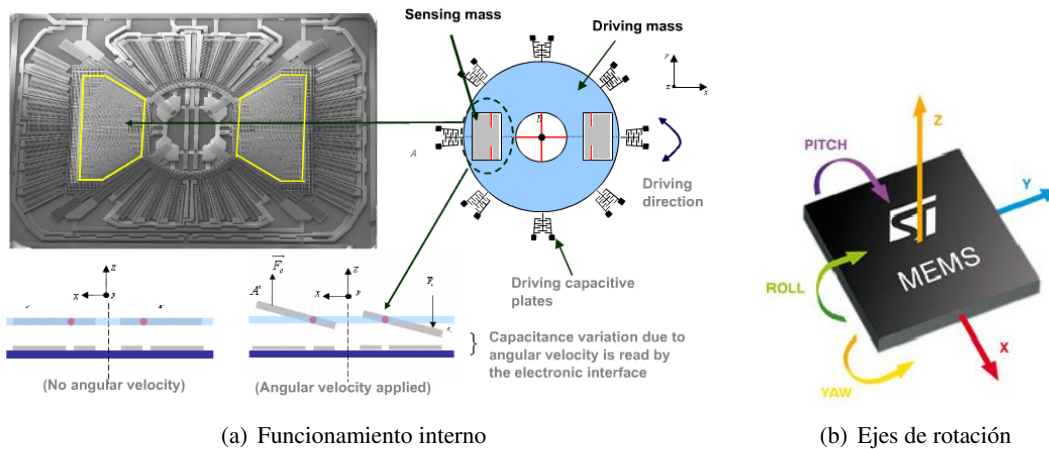 Sensing mass
Driving mass
y
z
x
B
A
Driving
direction
Driving capacitive
plates
Z
X
y
(No angular velocity)
A'
Z
X
y
(Angular velocity applied)
}
Capacitance variation due to
angular velocity is read by
the electronic interface
(a) Funcionamiento interno
Z
PITCH
Y
MEMS
ROLL
X
YAW
(b) Ejes de rotación